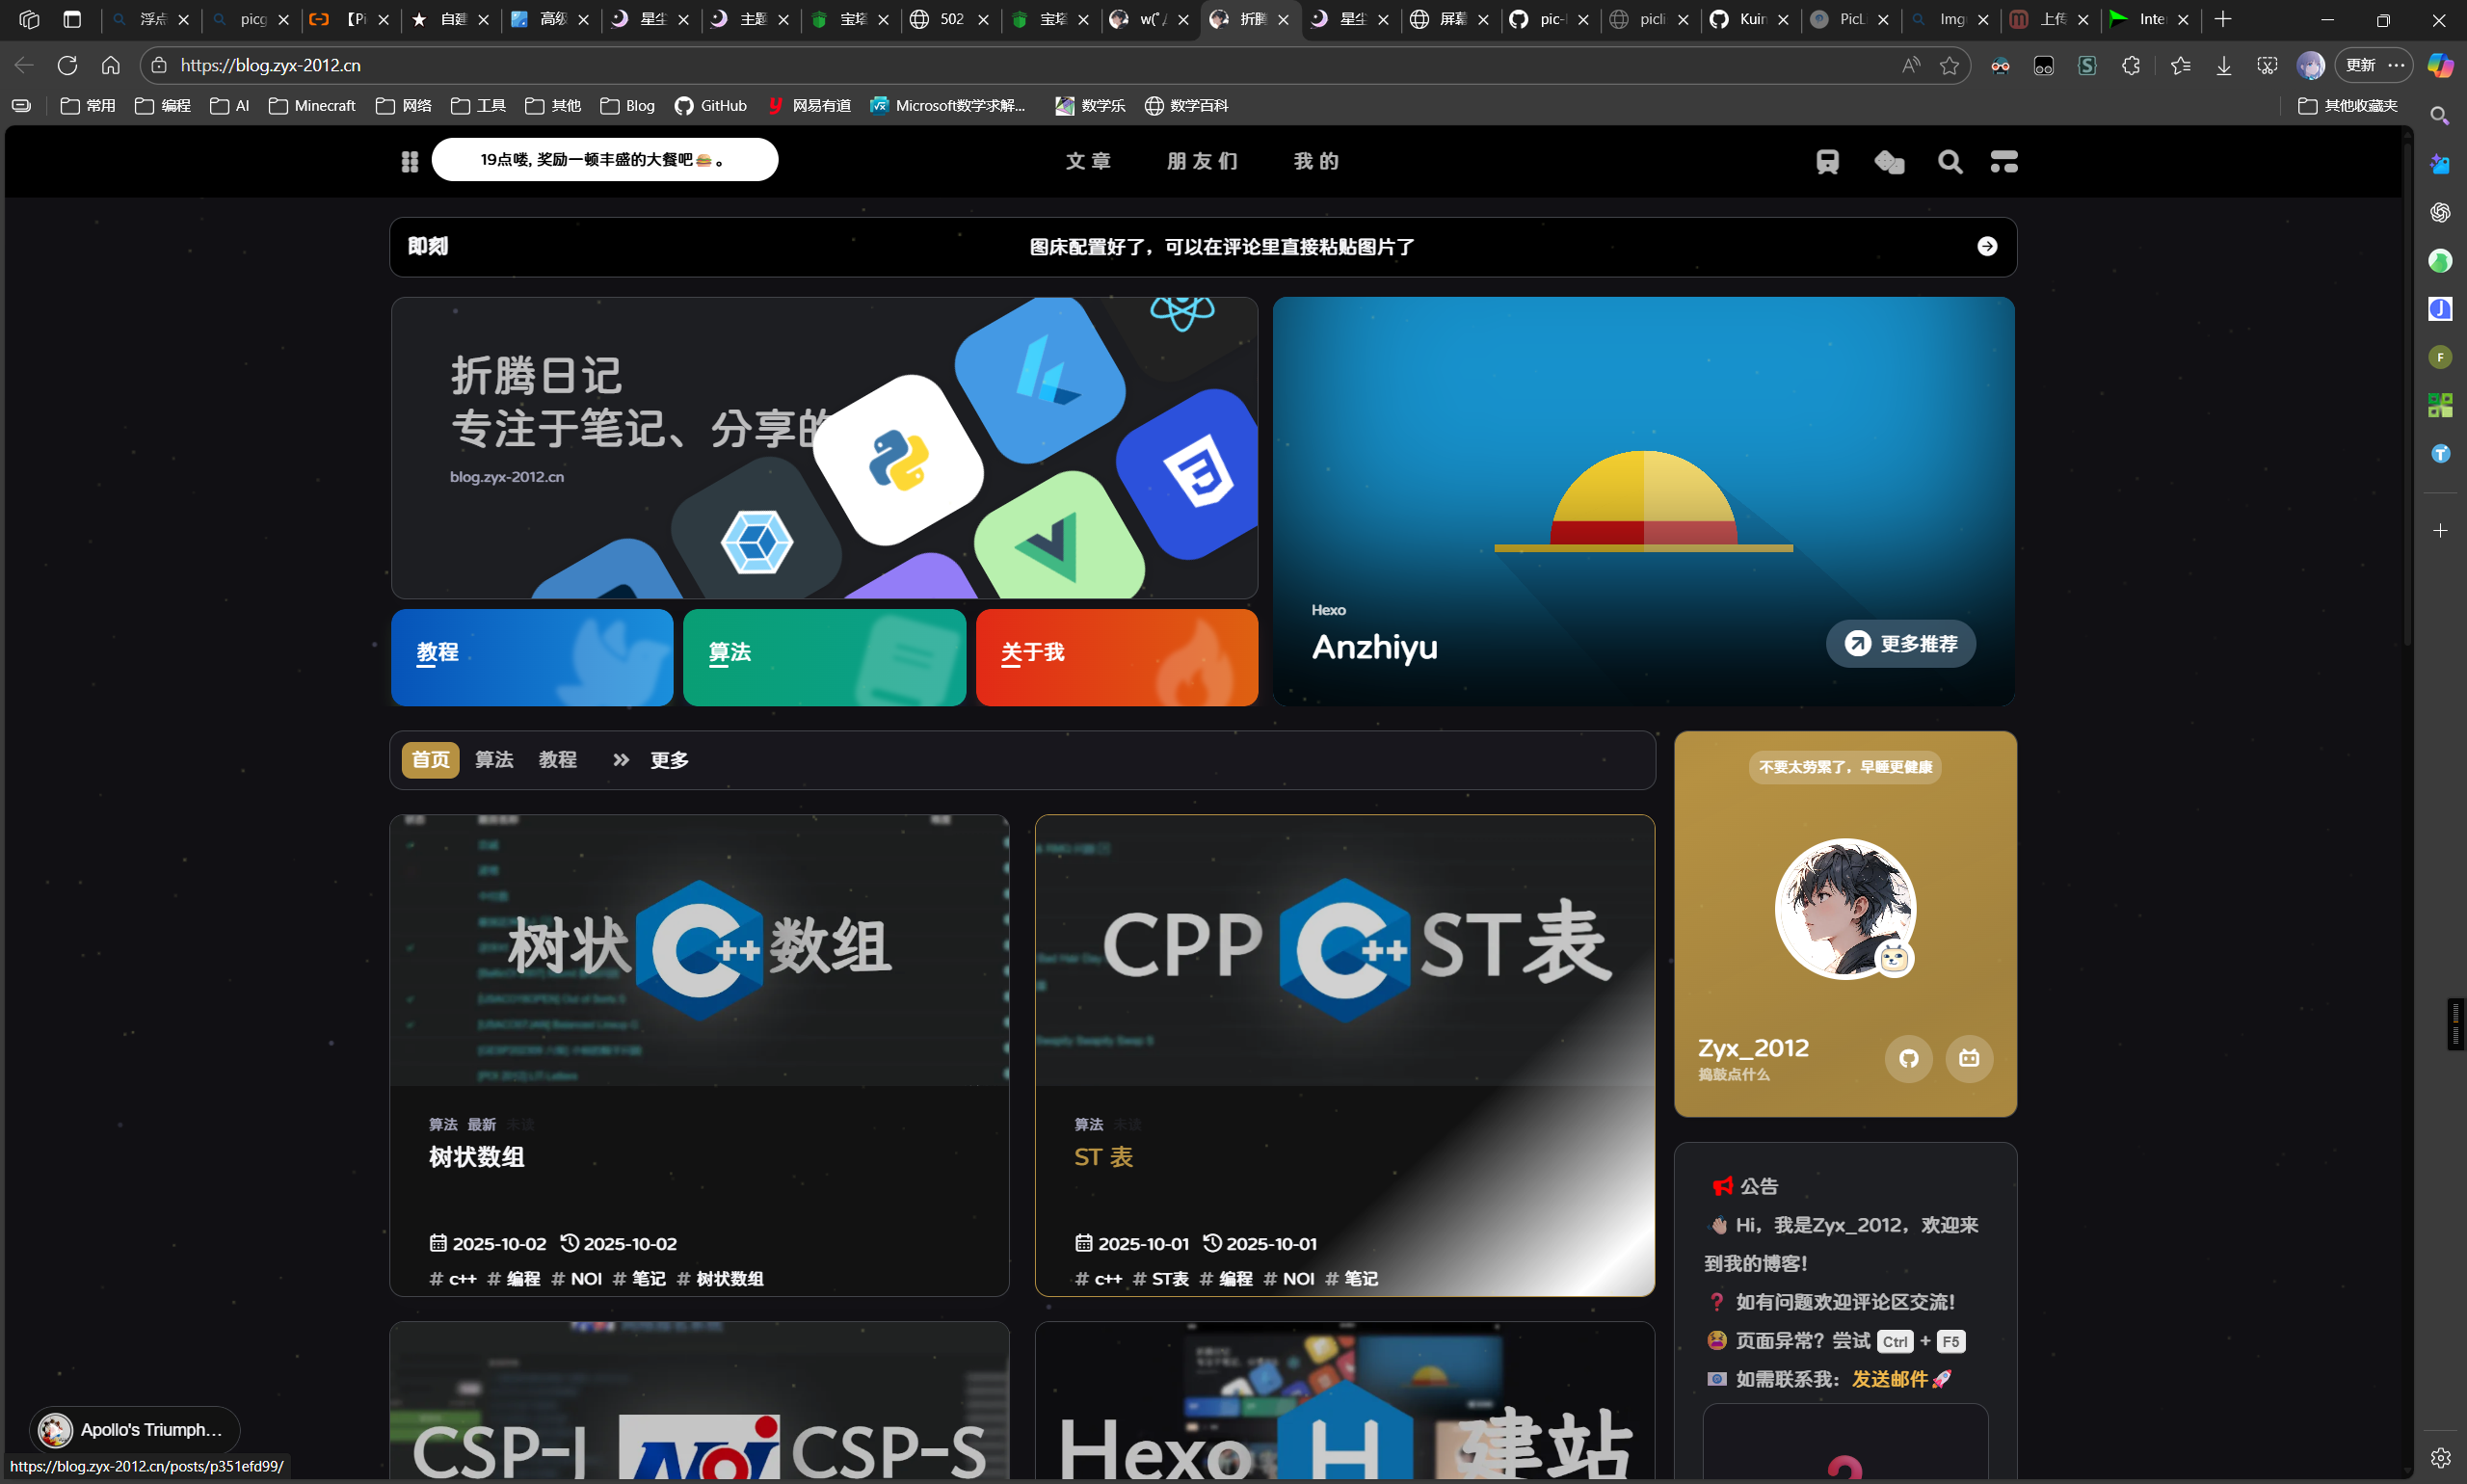 浮点
picg
【Pi
自建
高级
星尘
主题
宝塔
502
宝塔
w(ﾟ
折腾
星尘
屏幕
pic-
picli
Kuin
PicL
Img
上传
Inte
https://blog.zyx-2012.cn
更新
常用
编程
AI
Minecraft
网络
工具
其他
Blog
GitHub
网易有道
Microsoft数学求解...
数学乐
数学百科
其他收藏夹
19点喽, 奖励一顿丰盛的大餐吧🍔。
文章
朋友们
我的
即刻
图床配置好了，可以在评论里直接粘贴图片了
折腾日记
专注于笔记、分享的
blog.zyx-2012.cn
Hexo
Anzhiyu
更多推荐
教程
算法
关于我
首页
算法
教程
更多
树状 C++ 数组
算法 最新 未读
树状数组
2025-10-02 2025-10-02
# c++ # 编程 # NOI # 笔记 # 树状数组
CPP C++ ST表
算法 未读
ST 表
2025-10-01 2025-10-01
# c++ # ST表 # 编程 # NOI # 笔记
不要太劳累了，早睡更健康
Zyx_2012
捣鼓点什么
公告
👋 Hi，我是Zyx_2012，欢迎来
到我的博客！
❓ 如有问题欢迎评论区交流！
😫 页面异常？尝试 Ctrl + F5
📧 如需联系我：发送邮件🚀
CSP-J NOI CSP-S
Hexo H 建站
Apollo's Triumph...
https://blog.zyx-2012.cn/posts/p351efd99/